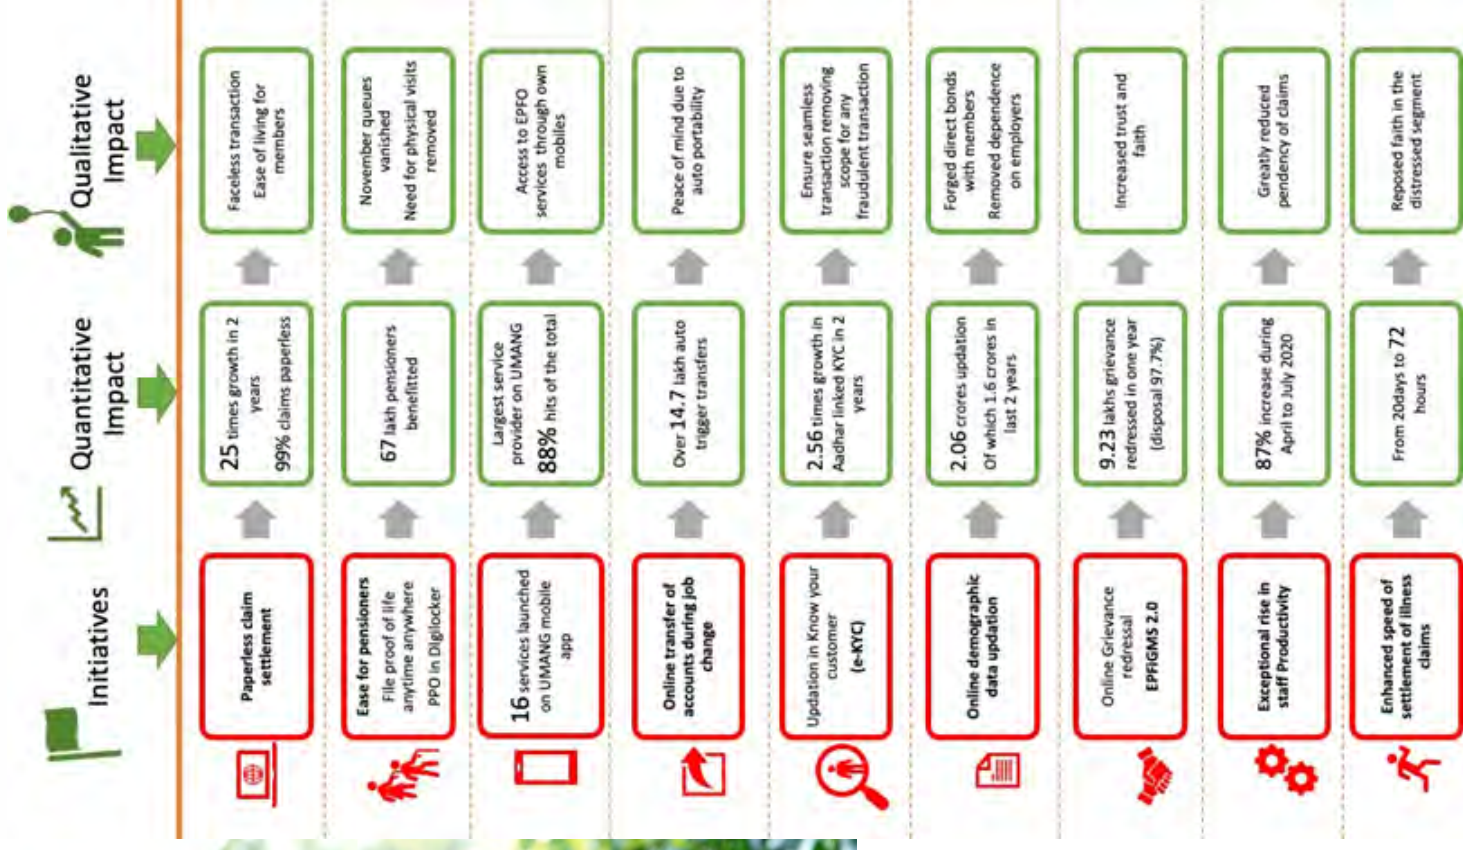 Initiatives
Quantitative
Impact
Qualitative
Impact
Paperless claim
settlement
25 times growth in 2
years
99% claims paperless
Faceless transaction
Ease of living for
members
Ease for pensioners
File proof of life
anytime anywhere
PPO in Digilocker
67 lakh pensioners
benefitted
November queues
vanished
Need for physical visits
removed
16 services launched
on UMANG mobile
app
Largest service
provider on UMANG
88% hits of the total
Access to EPFO
services through own
mobiles
Online transfer of
accounts during job
change
Over 14.7 lakh auto
trigger transfers
Peace of mind due to
auto portability
Updation in Know your
customer
(e-KYC)
2.56 times growth in
Aadhar linked KYC in 2
years
Ensure seamless
transaction removing
scope for any
fraudulent transaction
Online demographic
data updation
2.06 crores updation
Of which 1.6 crores in
last 2 years
Forged direct bonds
with members
Removed dependence
on employers
Online Grievance
redressal
EPFiGMS 2.0
9.23 lakhs grievance
redressed in one year
(disposal 97.7%)
Increased trust and
faith
Exceptional rise in
staff Productivity
87% increase during
April to July 2020
Greatly reduced
pendency of claims
Enhanced speed of
settlement of illness
claims
From 20days to 72
hours
Reposed faith in the
distressed segment